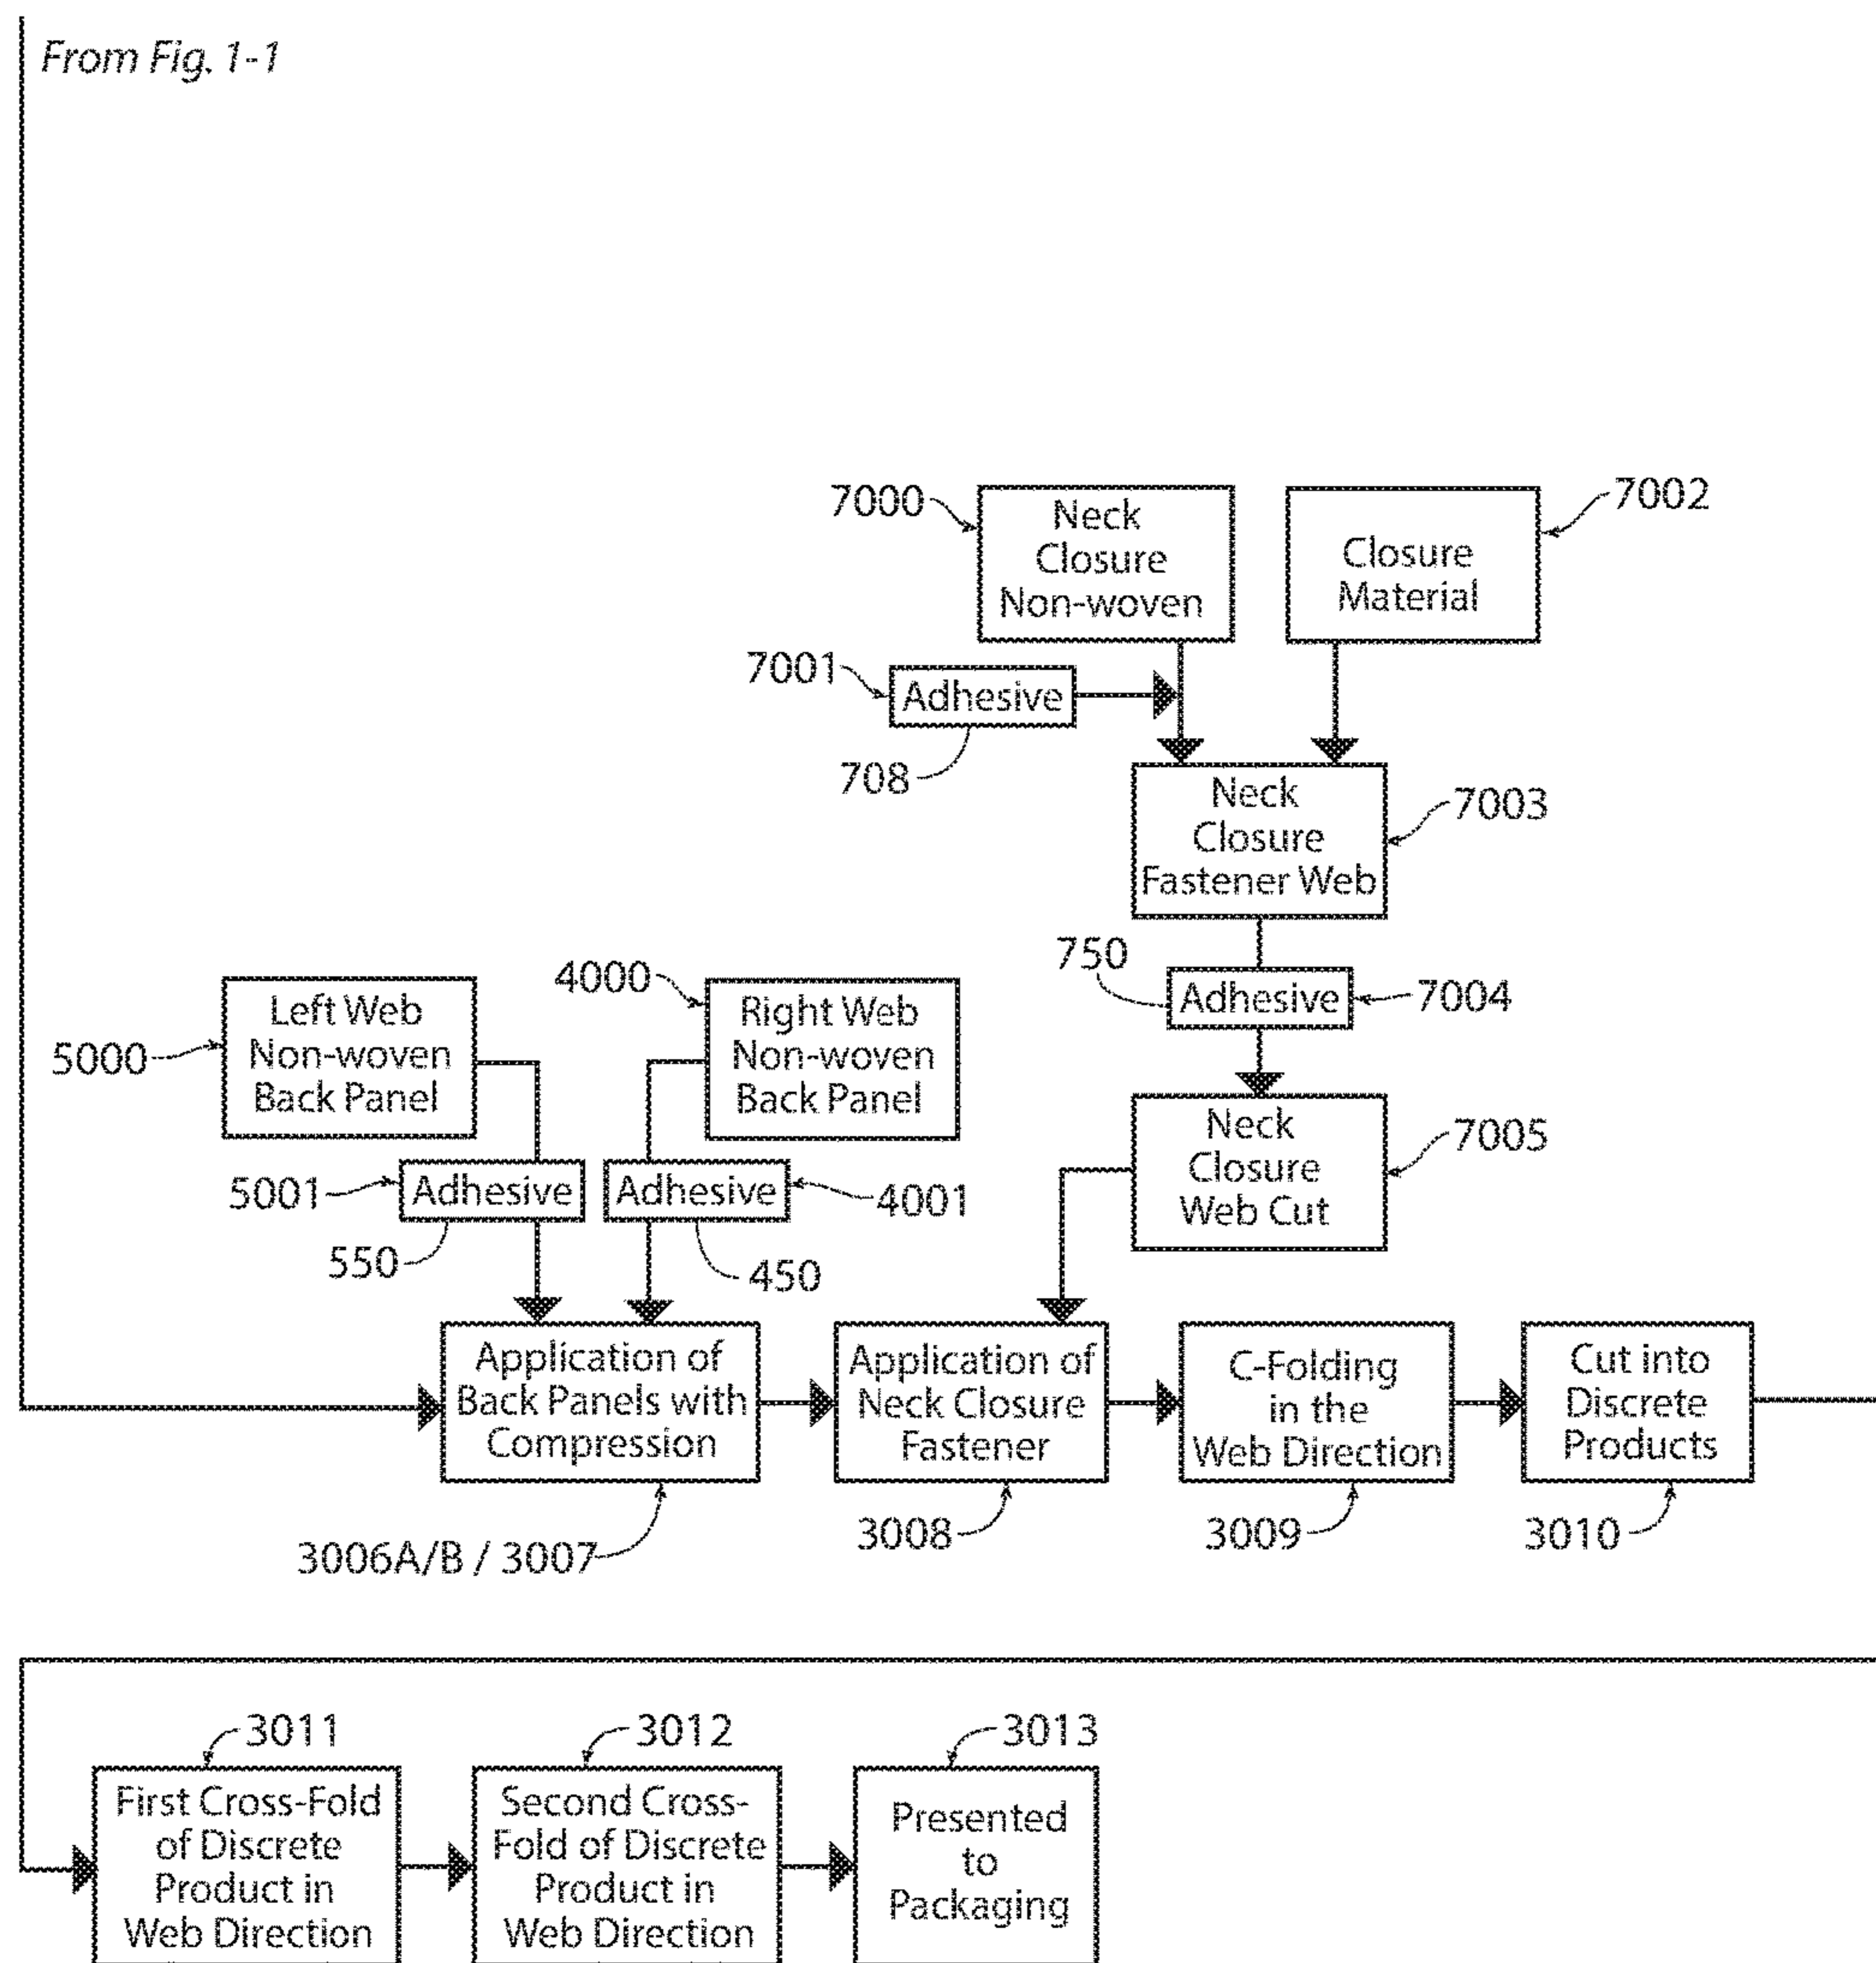 From Fig. 1-1
7000
Neck
Closure
Non-woven
7002
Closure
Material
7001
Adhesive
708
Neck
Closure
Fastener Web
7003
750
Adhesive
7004
5000
Left Web
Non-woven
Back Panel
4000
Right Web
Non-woven
Back Panel
Neck
Closure
Web Cut
7005
5001
Adhesive
550
Adhesive
4001
450
Application of
Back Panels with
Compression
3006A/B / 3007
Application of
Neck Closure
Fastener
3008
C-Folding
in the
Web Direction
3009
Cut into
Discrete
Products
3010
3011
First Cross-Fold
of Discrete
Product in
Web Direction
3012
Second Cross-
Fold of Discrete
Product in
Web Direction
3013
Presented
to
Packaging